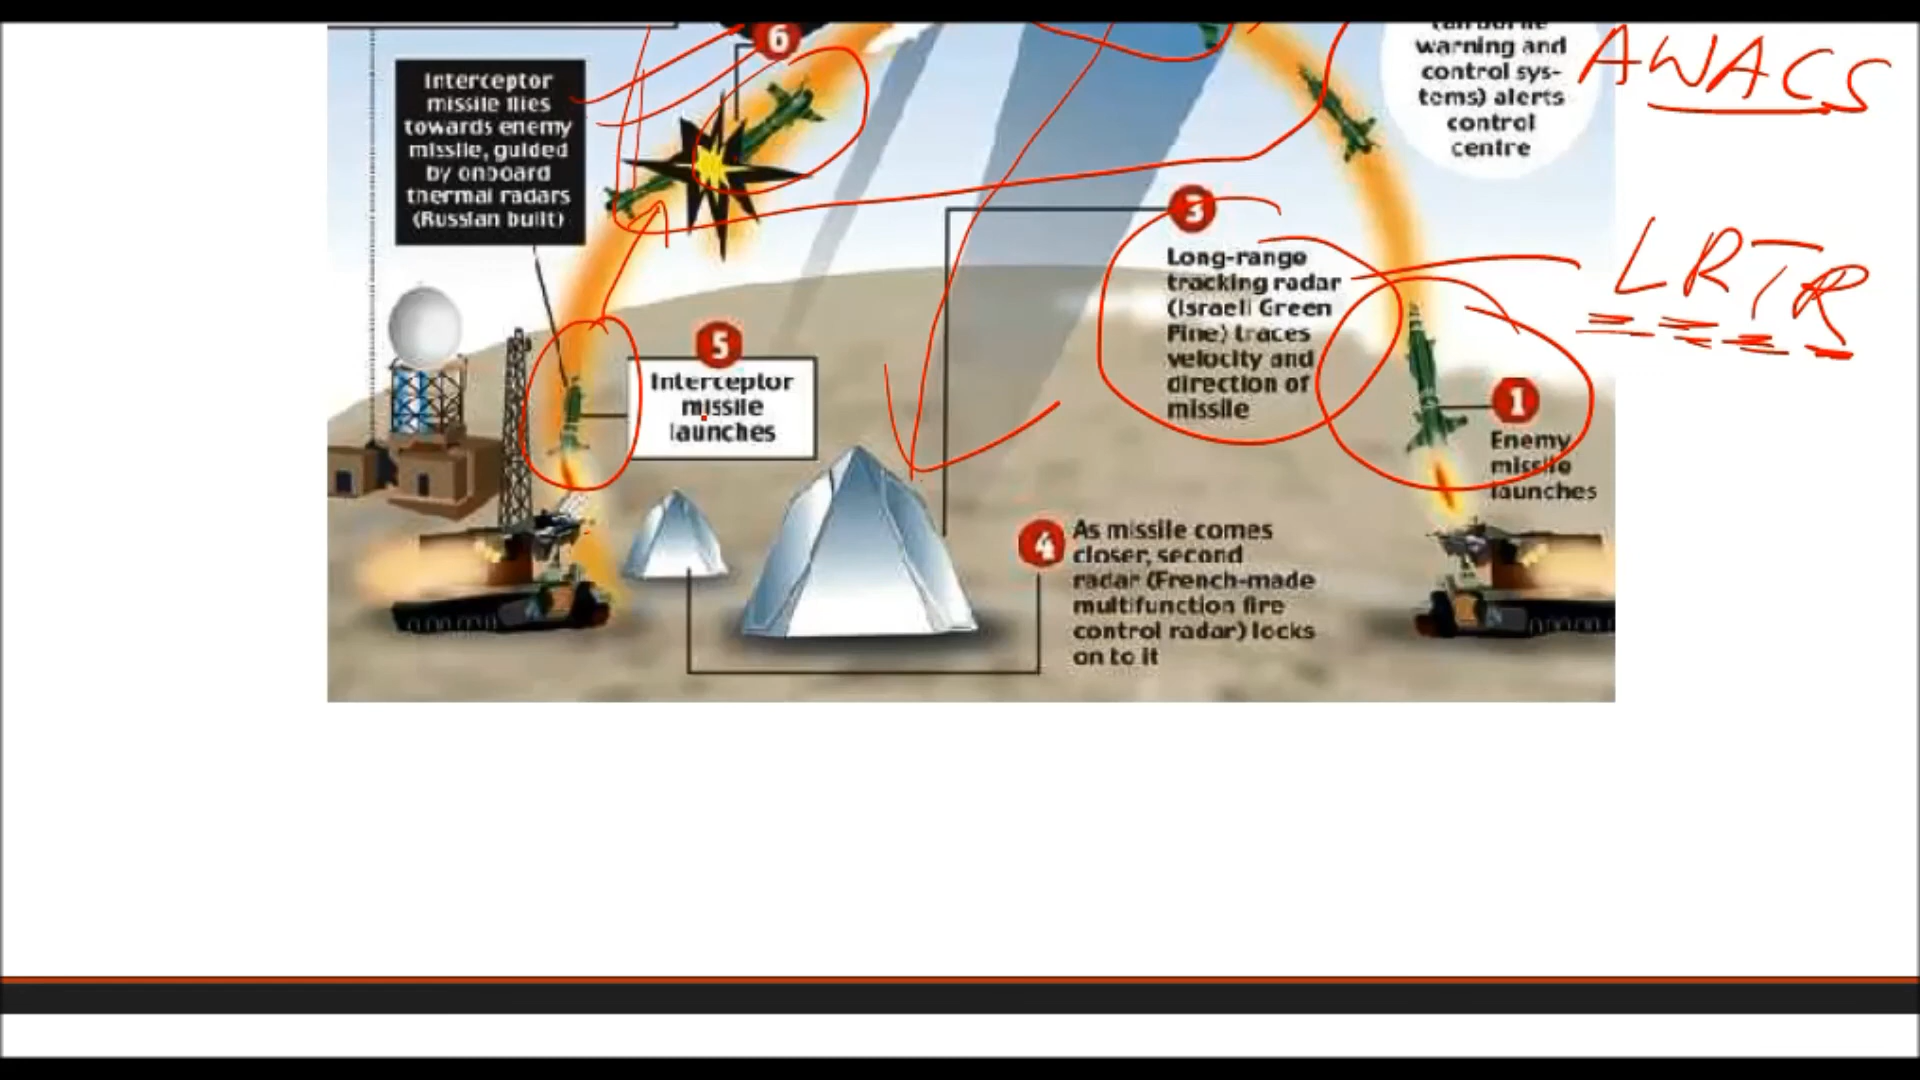 6
warning and
control sys-
tems) alerts
control
centre
AWACS
Interceptor
missile flies
towards enemy
missile, guided
by onboard
thermal radars
(Russian built)
3
Long-range
tracking radar
(Israeli Green
Pine) traces
velocity and
direction of
missile
LRTR
5
Interceptor
missile
launches
1
Enemy
missile
launches
4
As missile comes
closer, second
radar (French-made
multifunction fire
control radar) locks
on to it